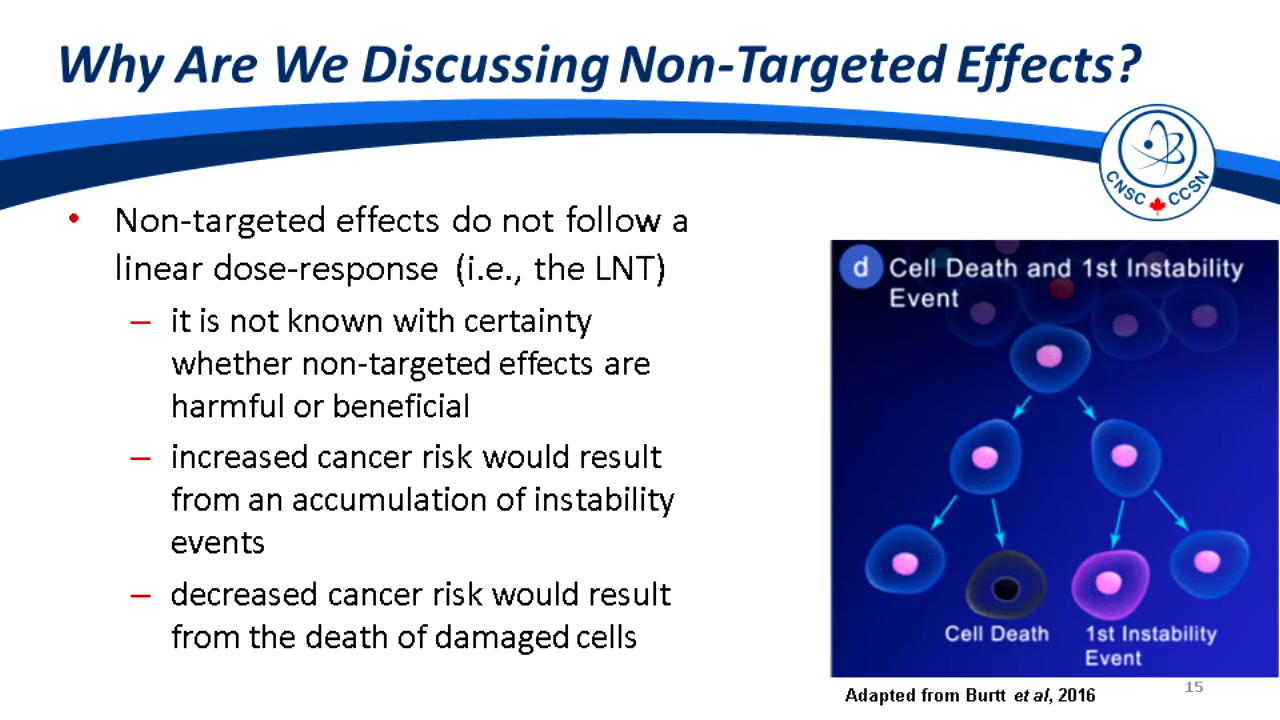 Why Are We Discussing Non-Targeted Effects?
CNSC CCSN
• Non-targeted effects do not follow a
linear dose-response (i.e., the LNT)
– it is not known with certainty
whether non-targeted effects are
harmful or beneficial
– increased cancer risk would result
from an accumulation of instability
events
– decreased cancer risk would result
from the death of damaged cells
d Cell Death and 1st Instability
Event
Cell Death
1st Instability
Event
Adapted from Burtt et al, 2016
15